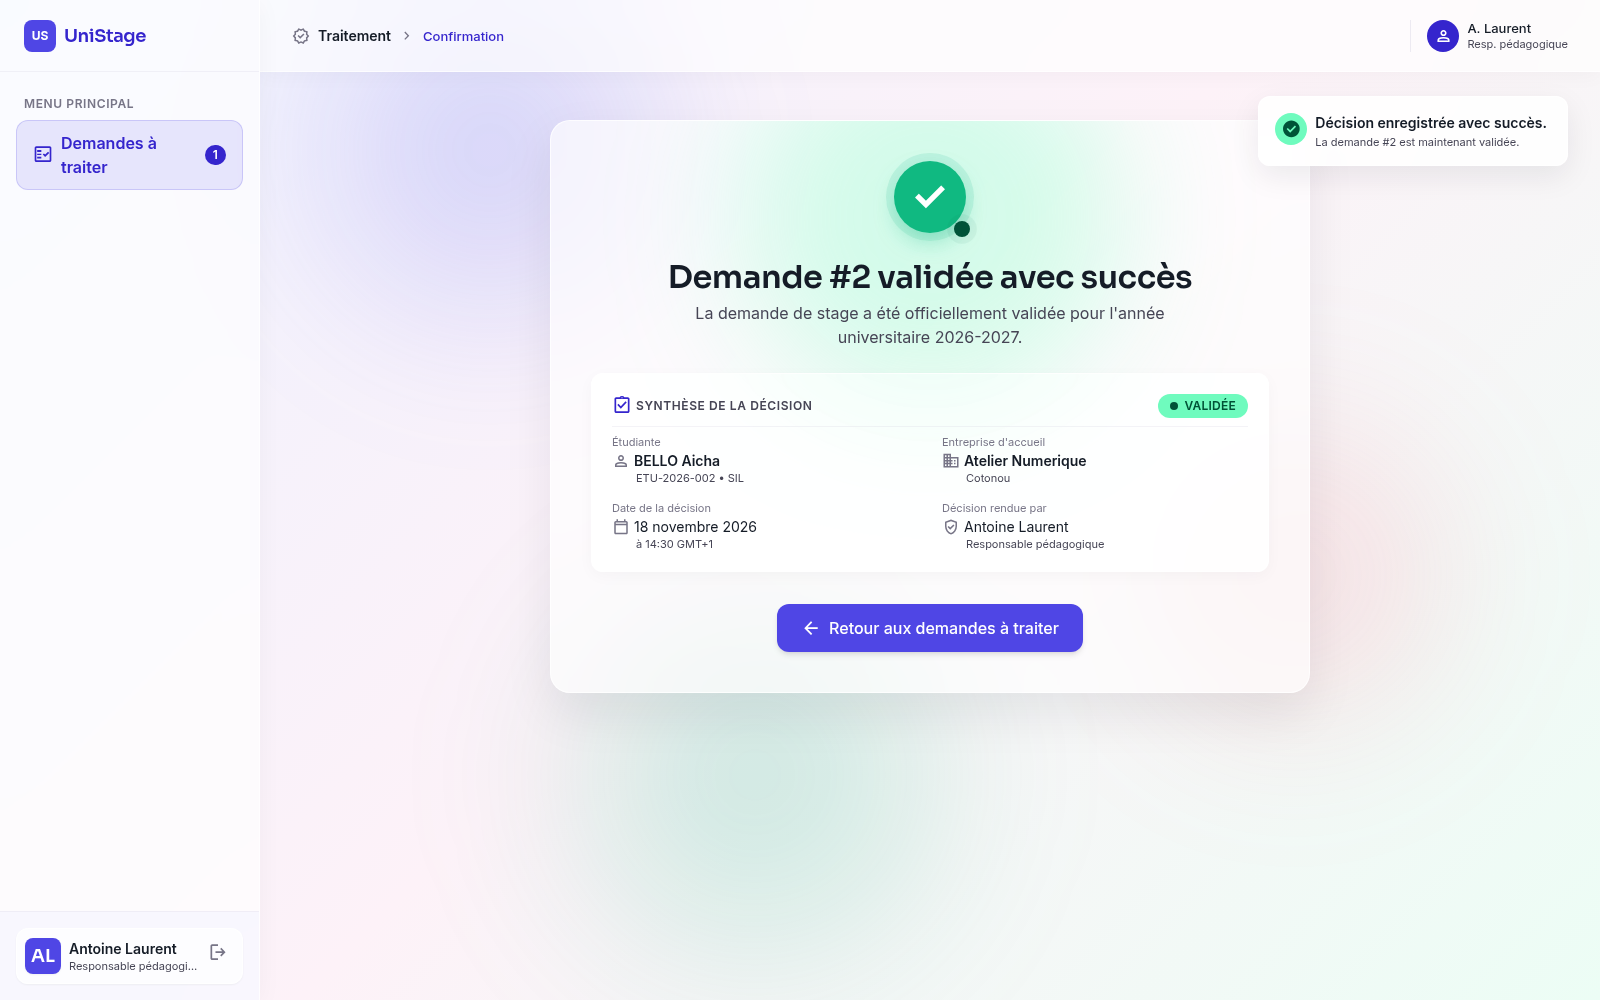 US
UniStage
MENU PRINCIPAL
Demandes à
traiter
1
Antoine Laurent
AL
Responsable pédagogi...
Traitement
Confirmation
A. Laurent
Resp. pédagogique
Décision enregistrée avec succès.
La demande #2 est maintenant validée.
Demande #2 validée avec succès
La demande de stage a été officiellement validée pour l'année
universitaire 2026-2027.
SYNTHÈSE DE LA DÉCISION
VALIDÉE
Étudiante
BELLO Aicha
ETU-2026-002 • SIL
Entreprise d'accueil
Atelier Numerique
Cotonou
Date de la décision
18 novembre 2026
à 14:30 GMT+1
Décision rendue par
Antoine Laurent
Responsable pédagogique
Retour aux demandes à traiter